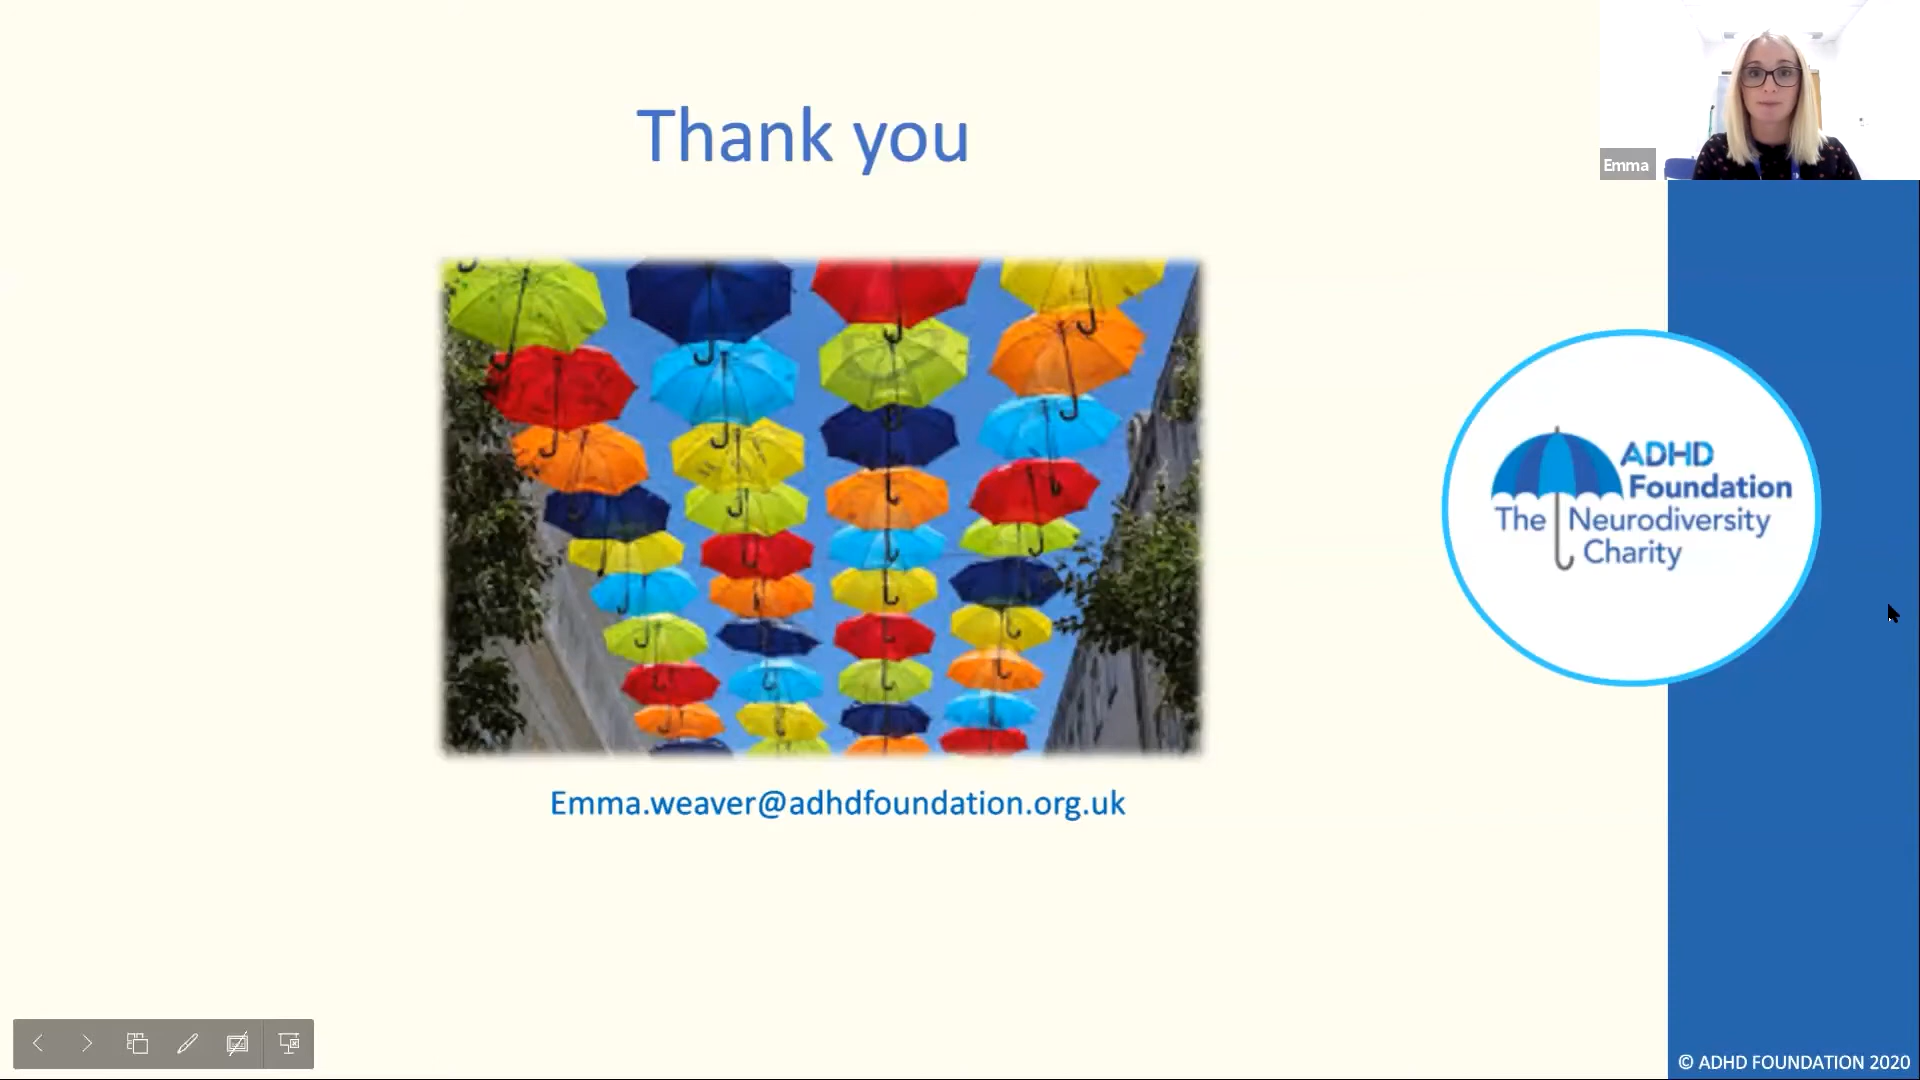 Thank you
Emma
ADHD
Foundation
The Neurodiversity
Charity
Emma.weaver@adhdfoundation.org.uk
© ADHD FOUNDATION 2020